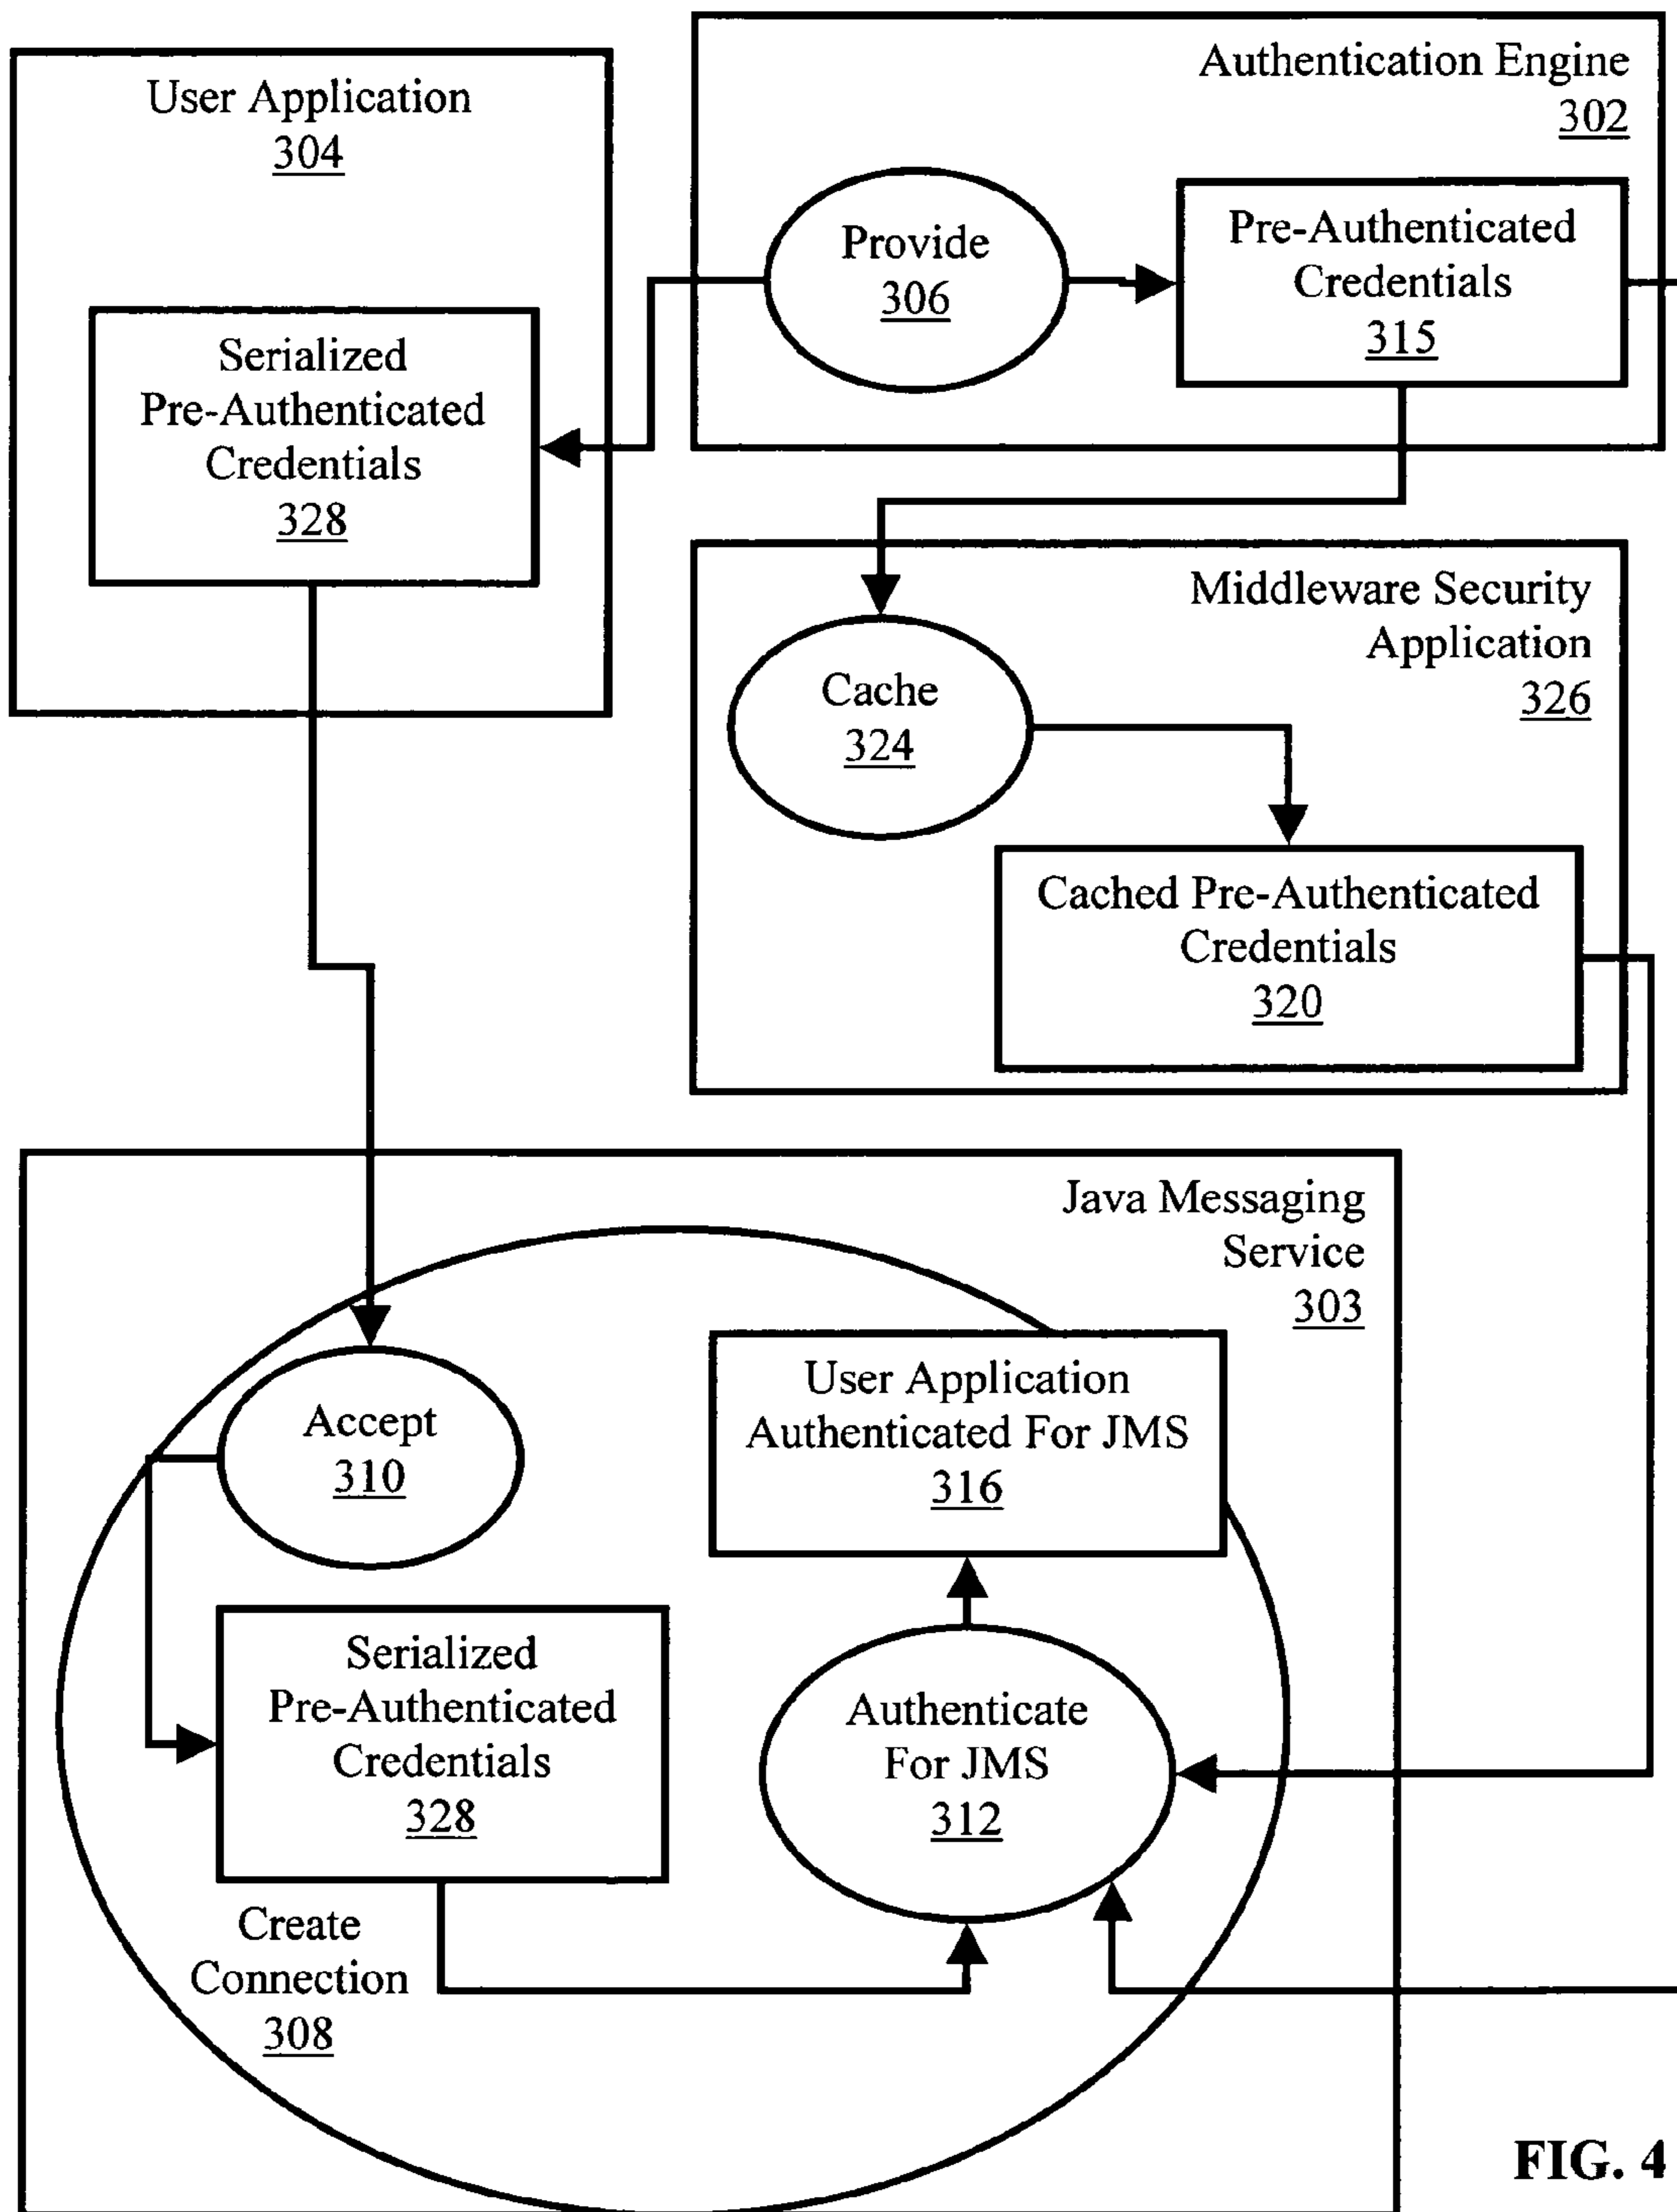 User Application
304
Authentication Engine
302
Provide
306
Pre-Authenticated
Credentials
315
Serialized
Pre-Authenticated
Credentials
328
Middleware Security
Application
326
Cache
324
Cached Pre-Authenticated
Credentials
320
Java Messaging
Service
303
Accept
310
User Application
Authenticated For JMS
316
Serialized
Pre-Authenticated
Credentials
328
Authenticate
For JMS
312
Create
Connection
308
FIG. 4